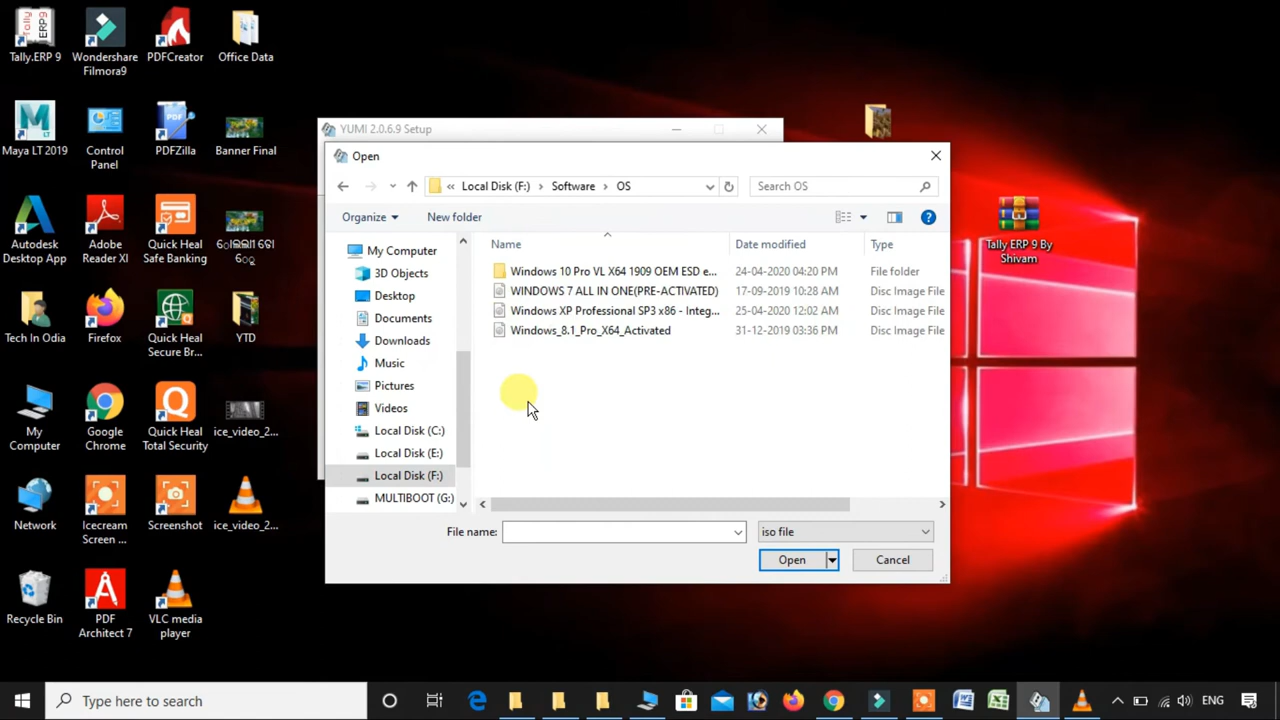 Tally.ERP 9
Wondershare
Filmora9
PDFCreator
Office Data
Maya LT 2019
Control
Panel
PDFZilla
Banner Final
Autodesk
Desktop App
Adobe
Reader XI
Quick Heal
Safe Banking
Tech In Odia
Firefox
Quick Heal
Secure Br...
YTD
My
Computer
Google
Chrome
Quick Heal
Total Security
ice_video_2...
Network
Icecream
Screen ...
Screenshot
ice_video_2...
Recycle Bin
PDF
Architect 7
VLC media
player
Tally ERP 9 By
Shivam
YUMI 2.0.6.9 Setup
Open
« Local Disk (F:) > Software > OS
Search OS
Organize
New folder
My Computer
3D Objects
Desktop
Documents
Downloads
Music
Pictures
Videos
Local Disk (C:)
Local Disk (E:)
Local Disk (F:)
MULTIBOOT (G:)
Name Date modified Type
Windows 10 Pro VL X64 1909 OEM ESD e... 24-04-2020 04:20 PM File folder
WINDOWS 7 ALL IN ONE(PRE-ACTIVATED) 17-09-2019 10:28 AM Disc Image File
Windows XP Professional SP3 x86 - Integ... 25-04-2020 12:02 AM Disc Image File
Windows_8.1_Pro_X64_Activated 31-12-2019 03:36 PM Disc Image File
File name:
iso file
Open
Cancel
Type here to search
ENG